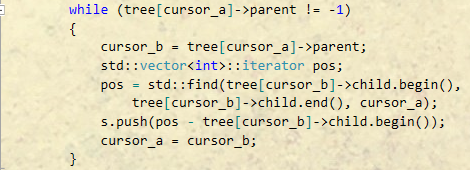 while (tree[cursor_a]->parent != -1)
{
cursor_b = tree[cursor_a]->parent;
std::vector<int>::iterator pos;
pos = std::find(tree[cursor_b]->child.begin(),
tree[cursor_b]->child.end(), cursor_a);
s.push(pos - tree[cursor_b]->child.begin());
cursor_a = cursor_b;
}